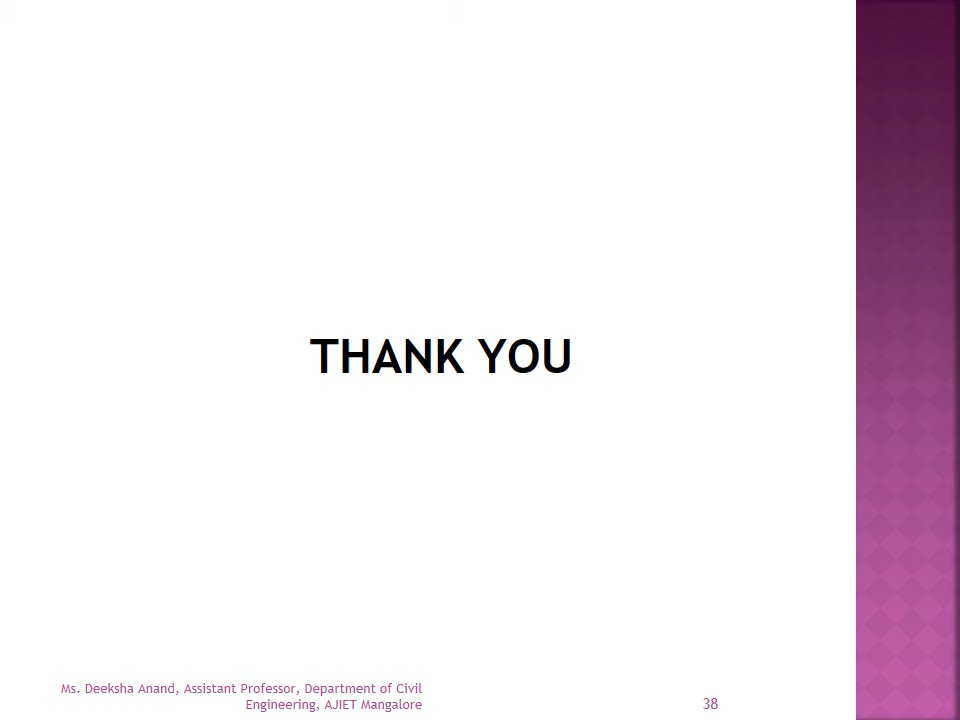 THANK YOU
Ms. Deeksha Anand, Assistant Professor, Department of Civil
Engineering, AJIET Mangalore
38